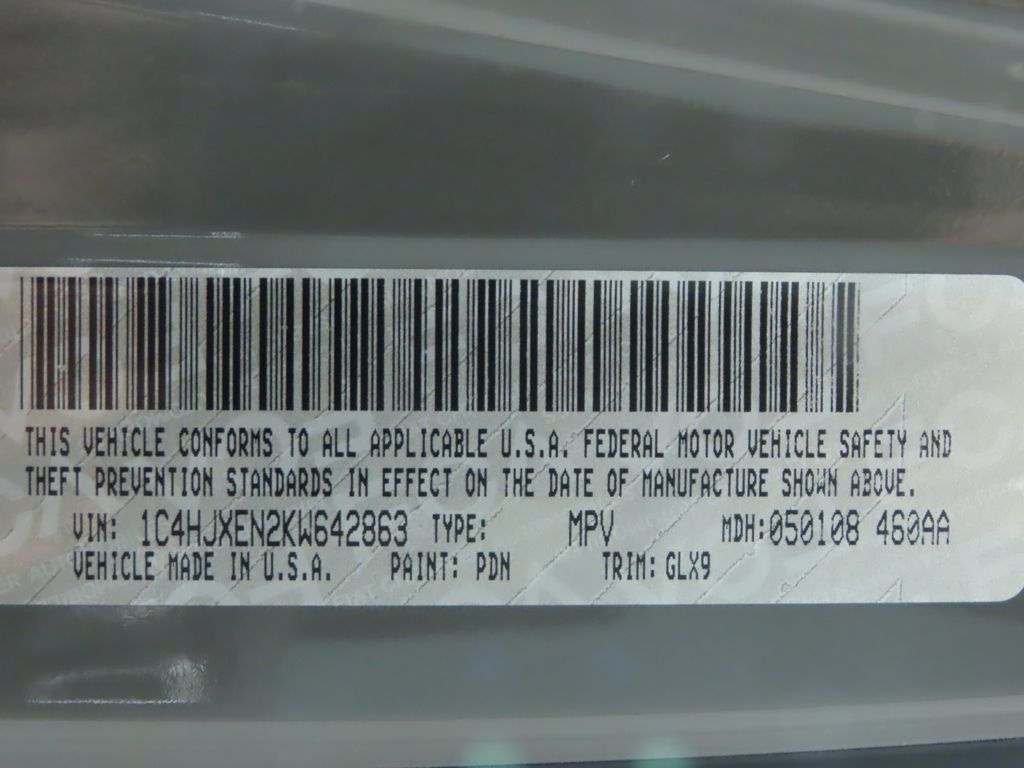 THIS VEHICLE CONFORMS TO ALL APPLICABLE U.S.A. FEDERAL MOTOR VEHICLE SAFETY AND
THEFT PREVENTION STANDARDS IN EFFECT ON THE DATE OF MANUFACTURE SHOWN ABOVE.
VIN: 1C4HJXEN2KW642863 TYPE: MPV MDH:050108 460AA
VEHICLE MADE IN U.S.A. PAINT: PDN TRIM: GLX9